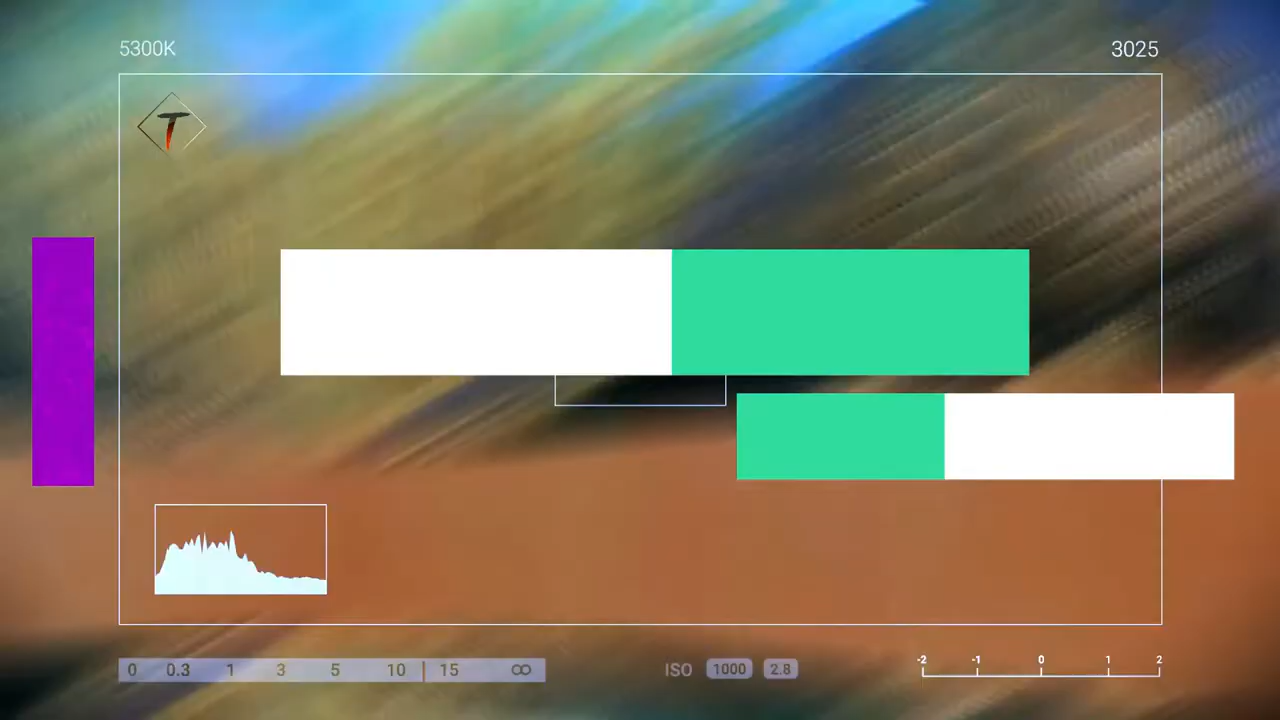 5300K
3025
T
0 0.3 1 3 5 10 15 ∞
ISO 1000 2.8
-2 -1 0 1 2